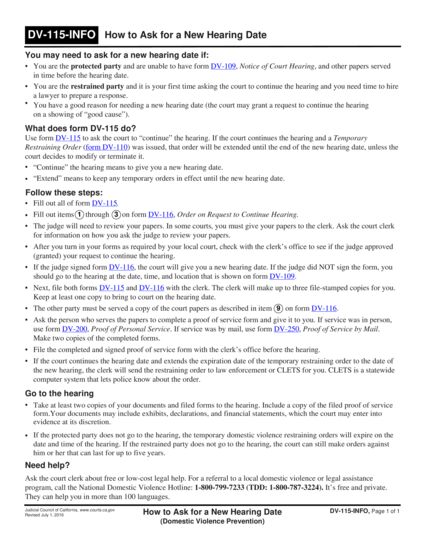 DV-115-INFO How to Ask for a New Hearing Date
You may need to ask for a new hearing date if:
• You are the protected party and are unable to have form DV-109, Notice of Court Hearing, and other papers served
in time before the hearing date.
• You are the restrained party and it is your first time asking the court to continue the hearing and you need time to hire
a lawyer to prepare a response.
• You have a good reason for needing a new hearing date (the court may grant a request to continue the hearing
on a showing of "good cause").
What does form DV-115 do?
Use form DV-115 to ask the court to "continue" the hearing. If the court continues the hearing and a Temporary
Restraining Order (form DV-110) was issued, that order will be extended until the end of the new hearing date, unless the
court decides to modify or terminate it.
• "Continue" the hearing means to give you a new hearing date.
• "Extend" means to keep any temporary orders in effect until the new hearing date.
Follow these steps:
• Fill out all of form DV-115.
• Fill out items 1 through 3 on form DV-116, Order on Request to Continue Hearing.
• The judge will need to review your papers. In some courts, you must give your papers to the clerk. Ask the court clerk
for information on how you ask the judge to review your papers.
• After you turn in your forms as required by your local court, check with the clerk's office to see if the judge approved
(granted) your request to continue the hearing.
• If the judge signed form DV-116, the court will give you a new hearing date. If the judge did NOT sign the form, you
should go to the hearing at the date, time, and location that is shown on form DV-109.
• Next, file both forms DV-115 and DV-116 with the clerk. The clerk will make up to three file-stamped copies for you.
Keep at least one copy to bring to court on the hearing date.
• The other party must be served a copy of the court papers as described in item 9 on form DV-116.
• Ask the person who serves the papers to complete a proof of service form and give it to you. If service was in person,
use form DV-200, Proof of Personal Service. If service was by mail, use form DV-250, Proof of Service by Mail.
Make two copies of the completed forms.
• File the completed and signed proof of service form with the clerk's office before the hearing.
• If the court continues the hearing date and extends the expiration date of the temporary restraining order to the date of
the new hearing, the clerk will send the restraining order to law enforcement or CLETS for you. CLETS is a statewide
computer system that lets police know about the order.
Go to the hearing
• Take at least two copies of your documents and filed forms to the hearing. Include a copy of the filed proof of service
form.Your documents may include exhibits, declarations, and financial statements, which the court may enter into
evidence at its discretion.
• If the protected party does not go to the hearing, the temporary domestic violence restraining orders will expire on the
date and time of the hearing. If the restrained party does not go to the hearing, the court can still make orders against
him or her that can last for up to five years.
Need help?
Ask the court clerk about free or low-cost legal help. For a referral to a local domestic violence or legal assistance
program, call the National Domestic Violence Hotline: 1-800-799-7233 (TDD: 1-800-787-3224). It's free and private.
They can help you in more than 100 languages.
Judicial Council of California, www.courts.ca.gov
Revised July 1, 2016
How to Ask for a New Hearing Date
(Domestic Violence Prevention)
DV-115-INFO, Page 1 of 1